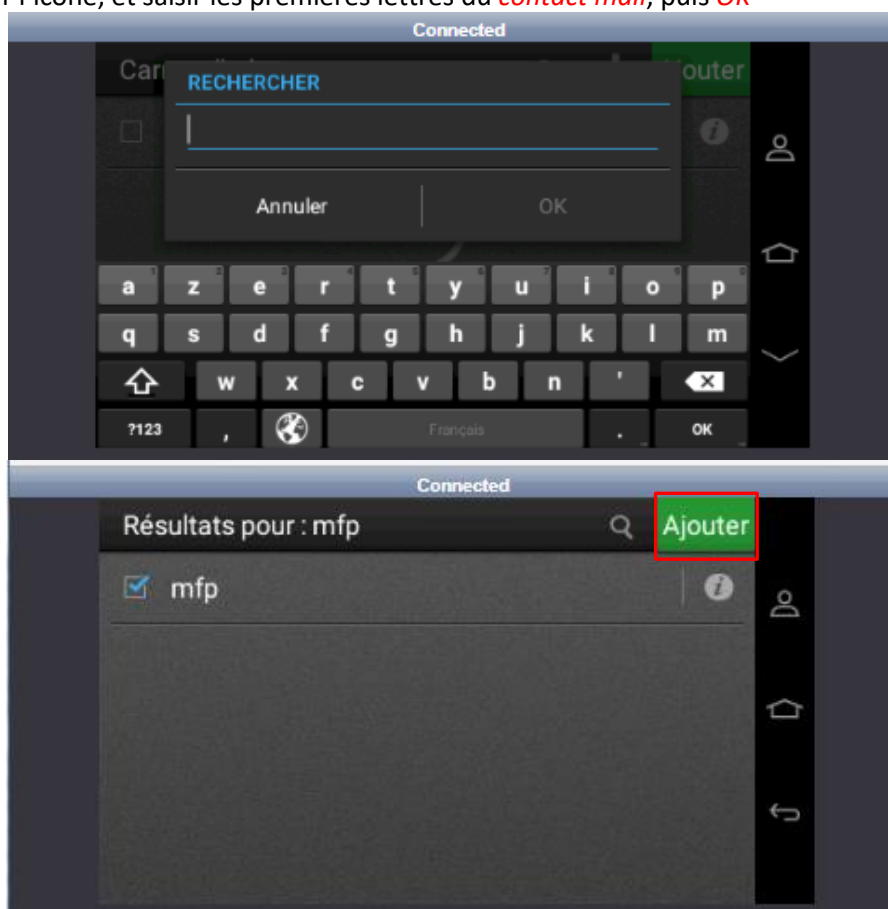 l'icône, et saisir les premières lettres du contact mail, puis OK
Connected
RECHERCHER
Annuler OK
a z e r t y u i o p
q s d f g h j k l m
w x c v b n '
?123 , Français . OK
Connected
Résultats pour : mfp Ajouter
mfp